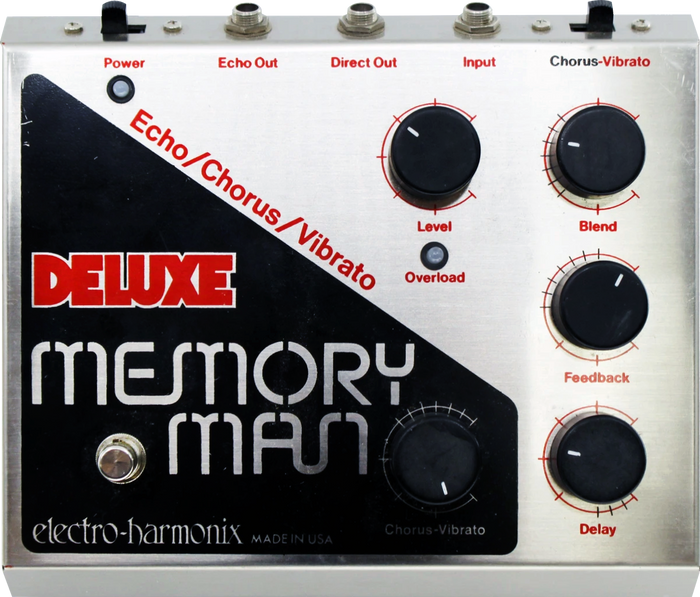 Power
Echo Out
Direct Out
Input
Chorus-Vibrato
Echo/Chorus/Vibrato
Level
Blend
Overload
DELUXE
Feedback
MEMORY
MAN
Delay
electro-harmonix MADE IN USA
Chorus-Vibrato